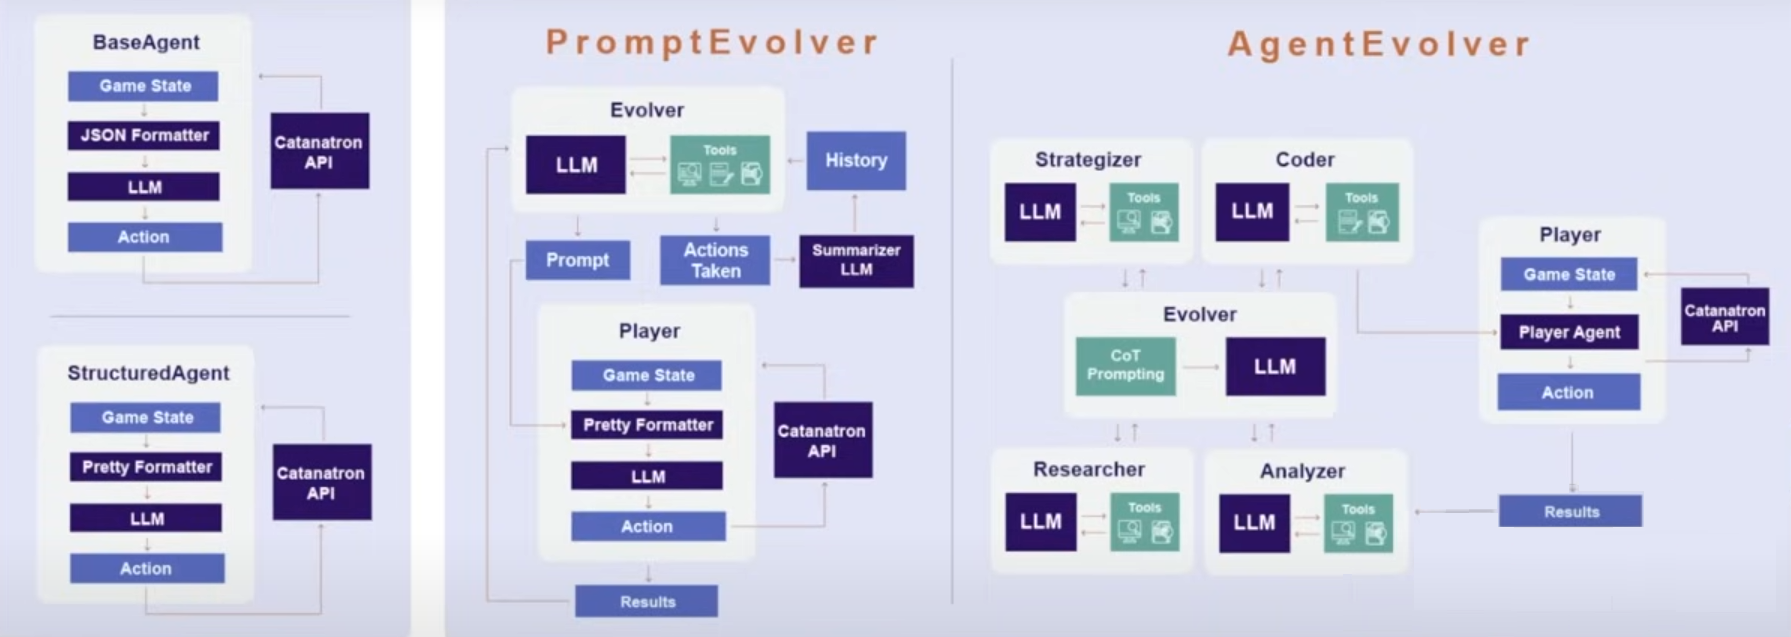 BaseAgent
Game State
JSON Formatter
LLM
Action
Catanatron
API
StructuredAgent
Game State
Pretty Formatter
LLM
Action
Catanatron
API
PromptEvolver
Evolver
LLM
Tools
History
Prompt
Actions
Taken
Summarizer
LLM
Player
Game State
Pretty Formatter
LLM
Action
Catanatron
API
Results
AgentEvolver
Strategizer
LLM
Tools
Coder
LLM
Tools
Evolver
CoT
Prompting
LLM
Researcher
LLM
Tools
Analyzer
LLM
Tools
Player
Game State
Player Agent
Action
Catanatron
API
Results